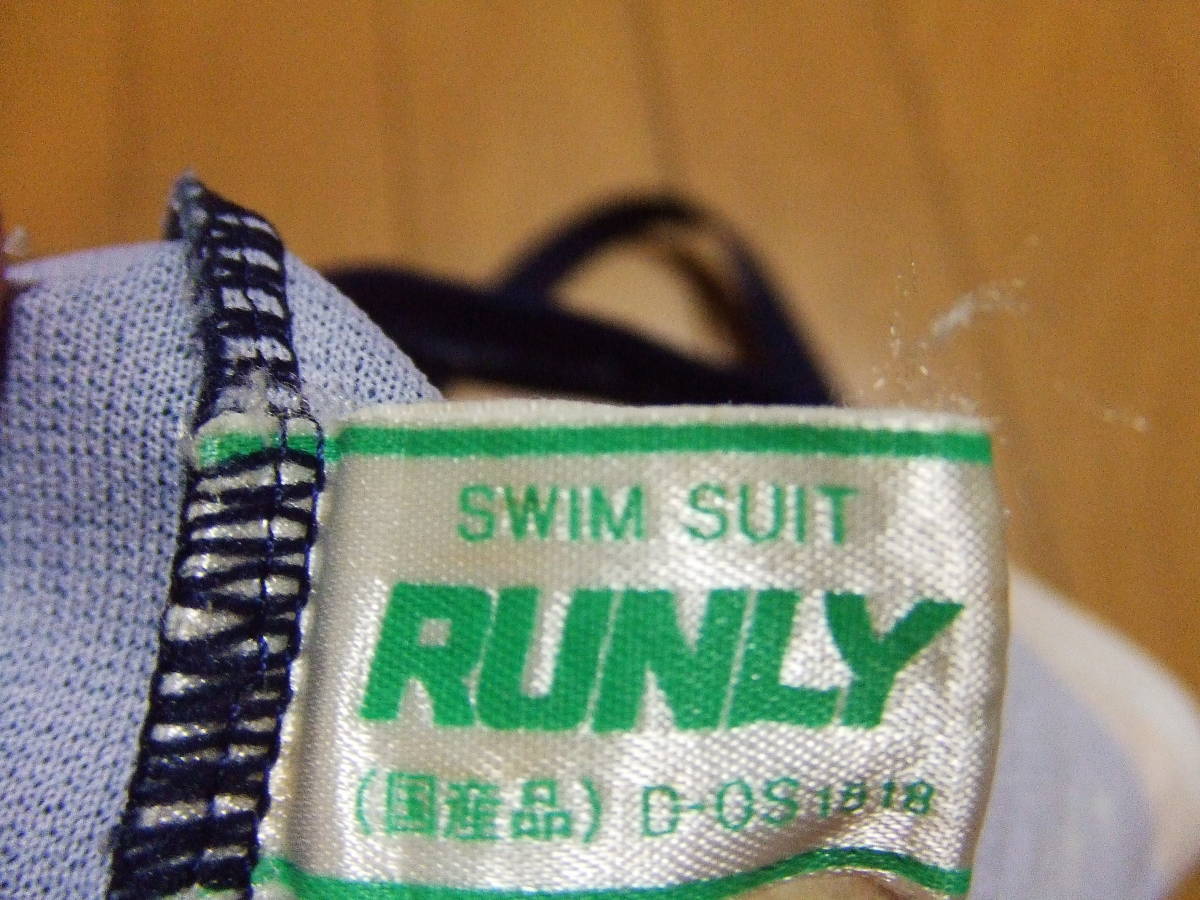 SWIM SUIT
RUNLY
(国産品) D-OS1818